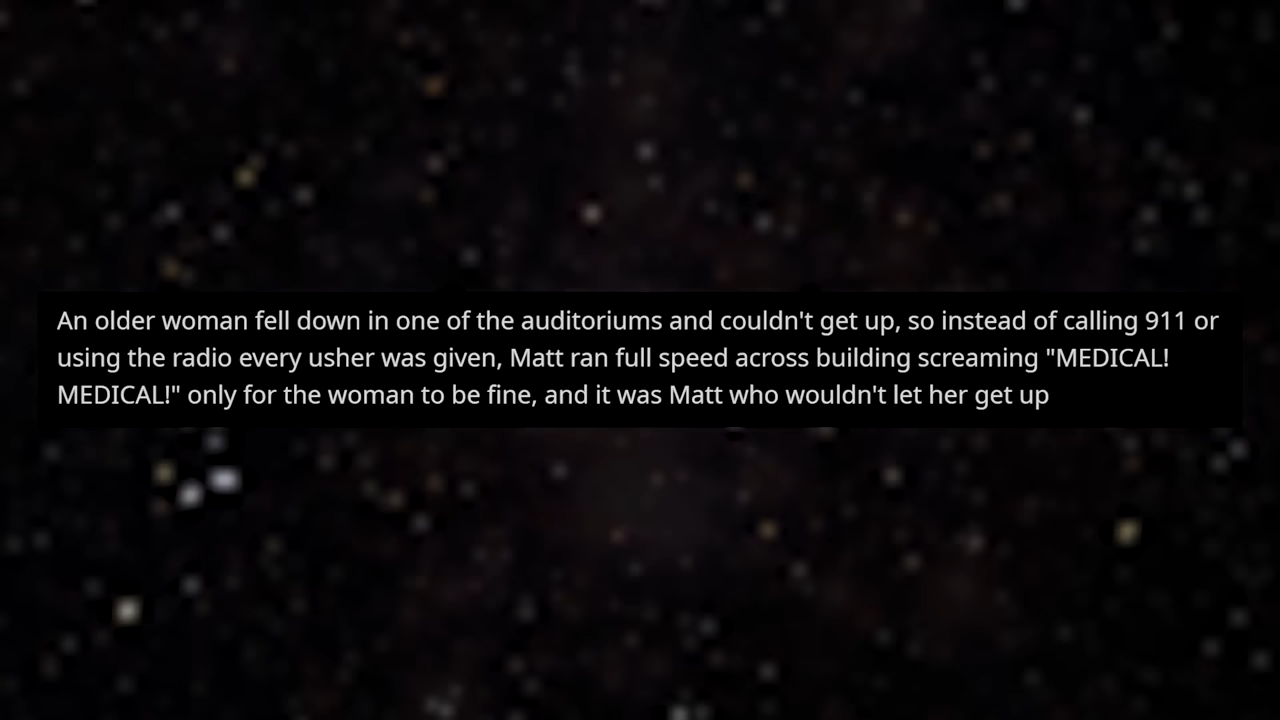 An older woman fell down in one of the auditoriums and couldn't get up, so instead of calling 911 or
using the radio every usher was given, Matt ran full speed across building screaming "MEDICAL!
MEDICAL!" only for the woman to be fine, and it was Matt who wouldn't let her get up